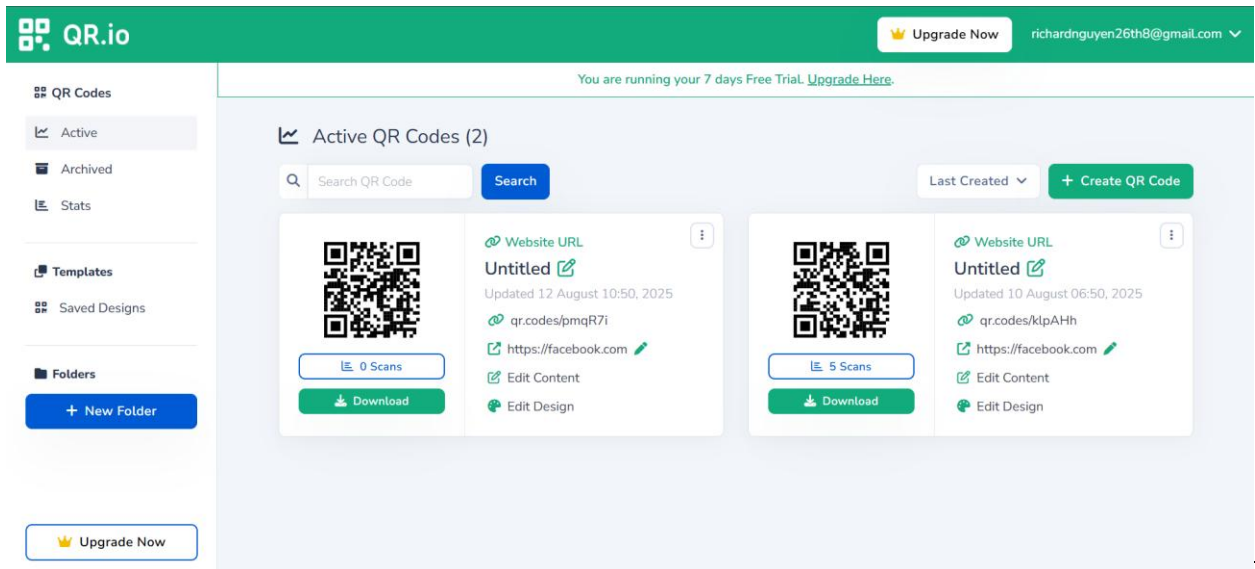 QR.io
Upgrade Now
richardnguyen26th8@gmail.com
You are running your 7 days Free Trial. Upgrade Here.
QR Codes
Active
Archived
Stats
Templates
Saved Designs
Folders
+ New Folder
Upgrade Now
Active QR Codes (2)
Search QR Code
Search
Last Created
+ Create QR Code
Website URL
Untitled
Updated 12 August 10:50, 2025
qr.codes/pmqR7i
https://facebook.com
Edit Content
Edit Design
0 Scans
Download
Website URL
Untitled
Updated 10 August 06:50, 2025
qr.codes/klpAHh
https://facebook.com
Edit Content
Edit Design
5 Scans
Download